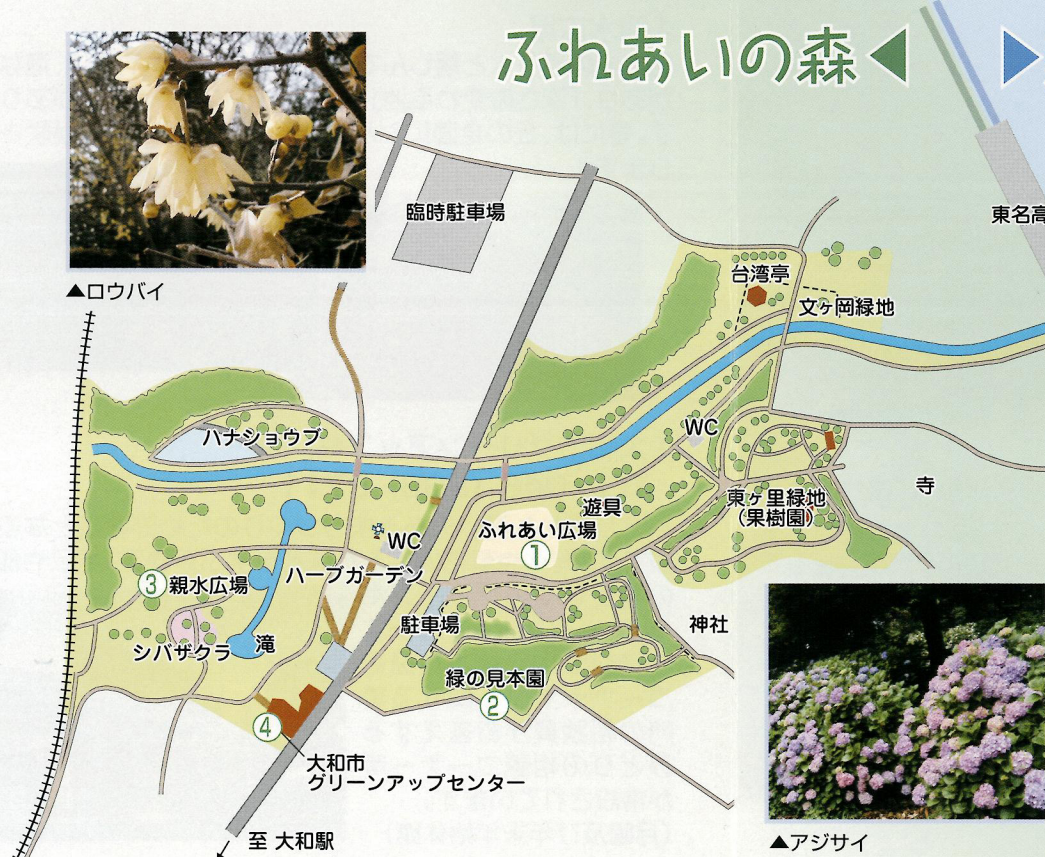 ふれあいの森◀ ▶
臨時駐車場
東名高
▲ロウバイ
台湾亭
文ヶ岡緑地
ハナショウブ
WC
寺
東ヶ里緑地
(果樹園)
遊具
ふれあい広場
①
WC
ハーブガーデン
③親水広場
駐車場
神社
シバザクラ
滝
緑の見本園
②
④
大和市
グリーンアップセンター
至 大和駅
▲アジサイ